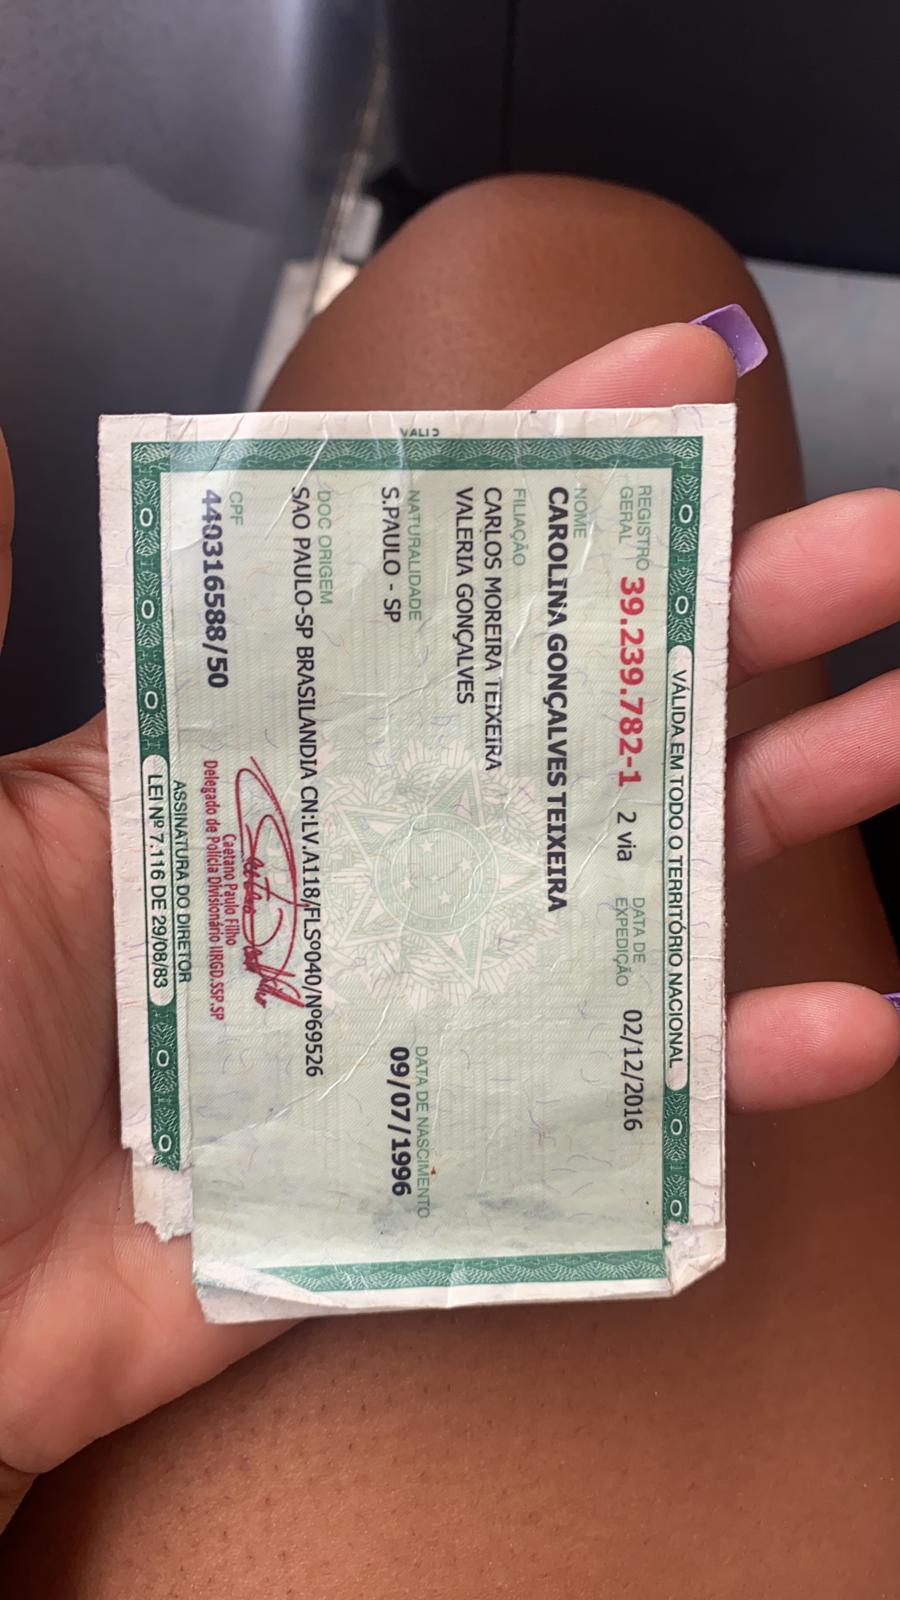 VALID
VÁLIDA EM TODO O TERRITÓRIO NACIONAL
REGISTRO GERAL 39.239.782-1 2 via DATA DE EXPEDIÇÃO 02/12/2016
NOME
CAROLINA GONÇALVES TEIXEIRA
FILIAÇÃO
CARLOS MOREIRA TEIXEIRA
VALERIA GONÇALVES
NATURALIDADE DATA DE NASCIMENTO
S.PAULO - SP 09/07/1996
DOC ORIGEM
SAO PAULO-SP BRASILANDIA CN:LV.A118/FLSº040/Nº69526
CPF
440316588/50
Caetano Paulo Filho
Delegado de Polícia Divisionário IIRGD.SSP.SP
ASSINATURA DO DIRETOR
LEI Nº 7.116 DE 29/08/83